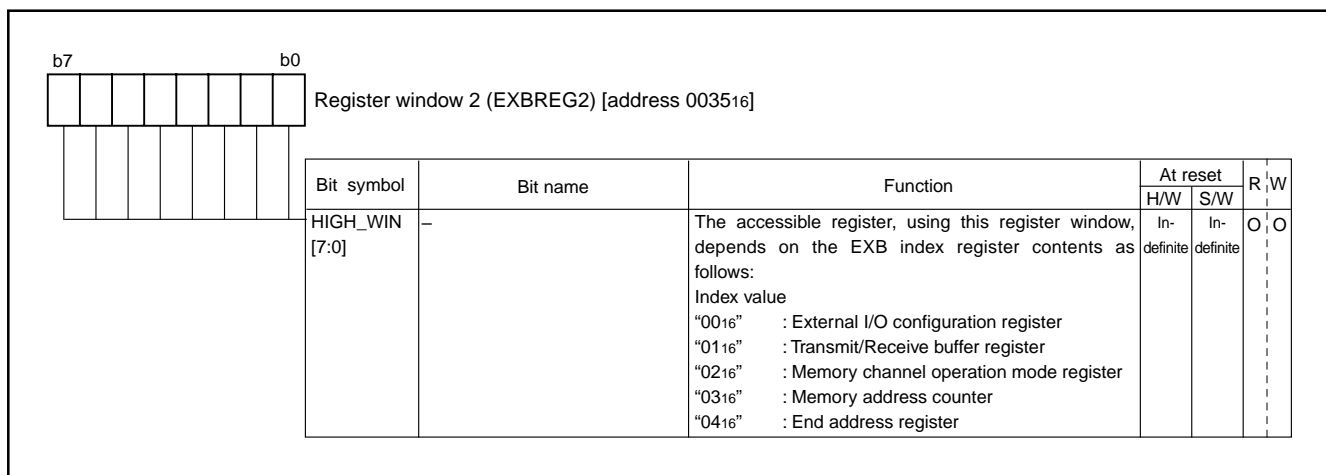 b7 b0
Register window 2 (EXBREG2) [address 003516]
Bit symbol Bit name Function At reset R W
H/W S/W
HIGH_WIN – The accessible register, using this register window, In- In- O O
[7:0] depends on the EXB index register contents as definite definite
follows:
Index value
“0016” : External I/O configuration register
“0116” : Transmit/Receive buffer register
“0216” : Memory channel operation mode register
“0316” : Memory address counter
“0416” : End address register